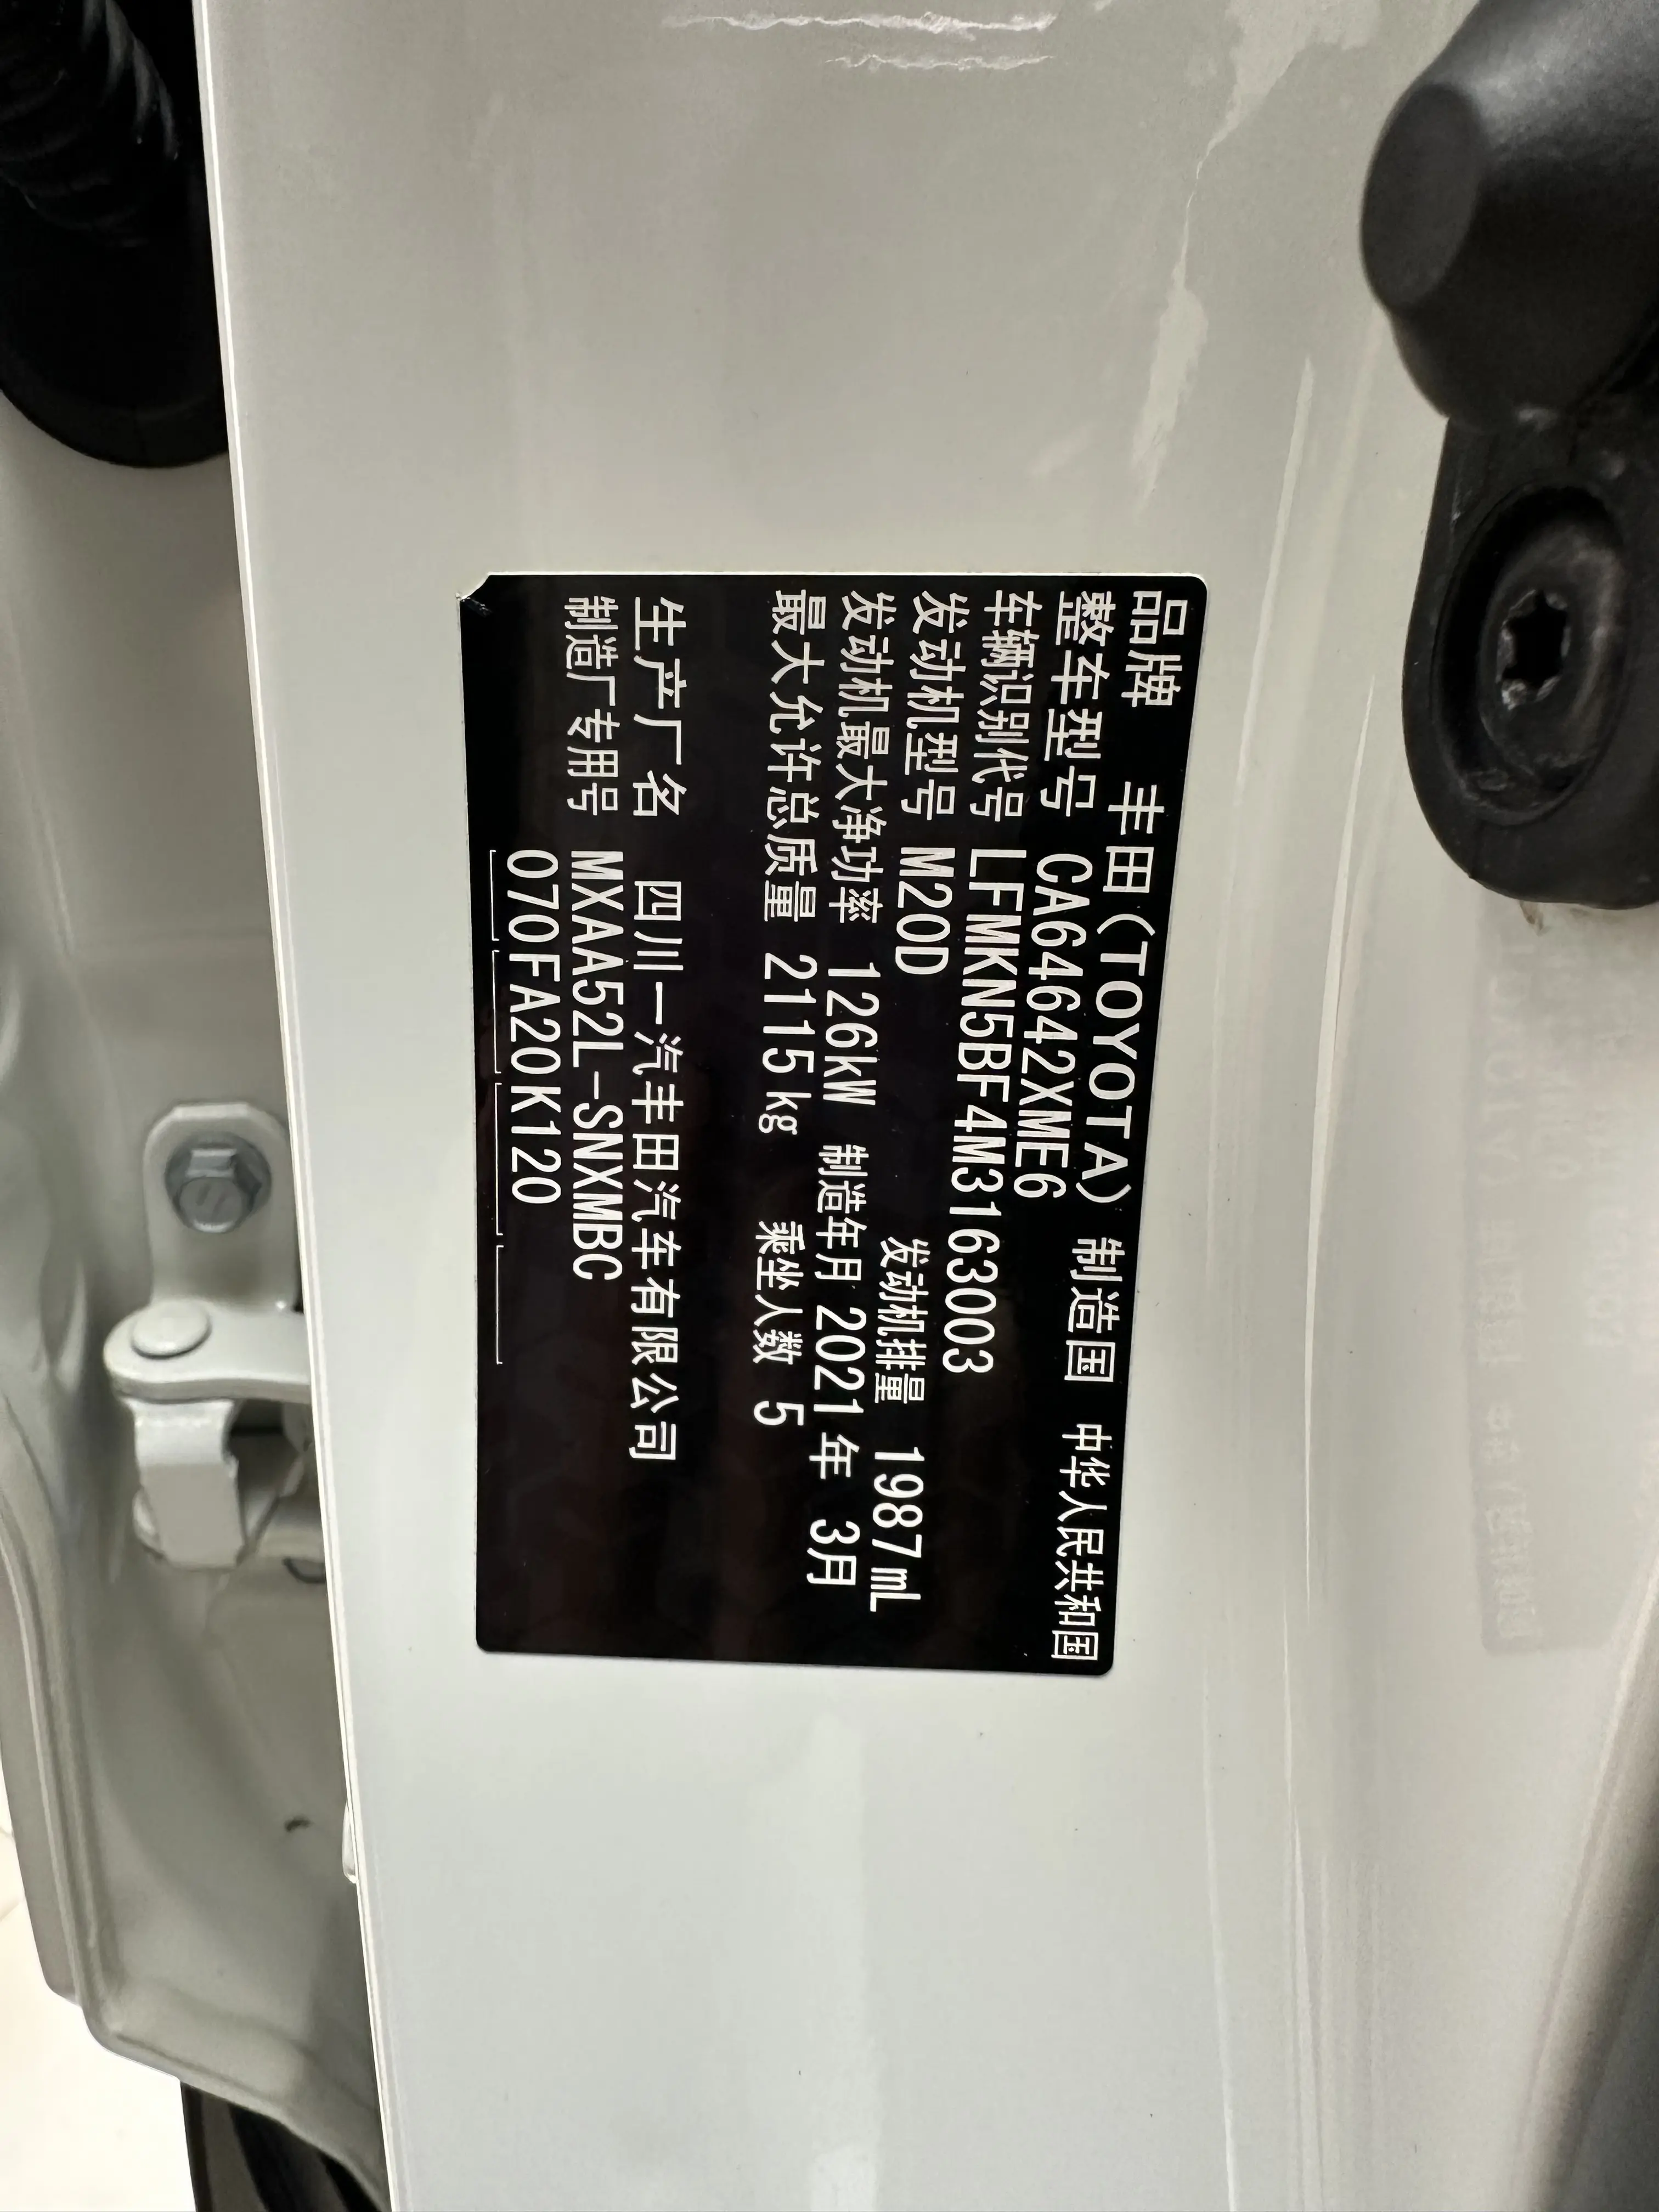 品牌 丰田(TOYOTA) 制造国 中华人民共和国
整车型号 CA64642XME6
车辆识别代号 LFMKN5BF4M3163003
发动机型号 M20D 发动机排量 1987mL
发动机最大净功率 126kW 制造年月 2021年 3月
最大允许总质量 2115kg 乘坐人数 5
生产厂名 四川一汽丰田汽车有限公司
制造厂专用号 MXAA52L-SNXMBC
070FA20K120